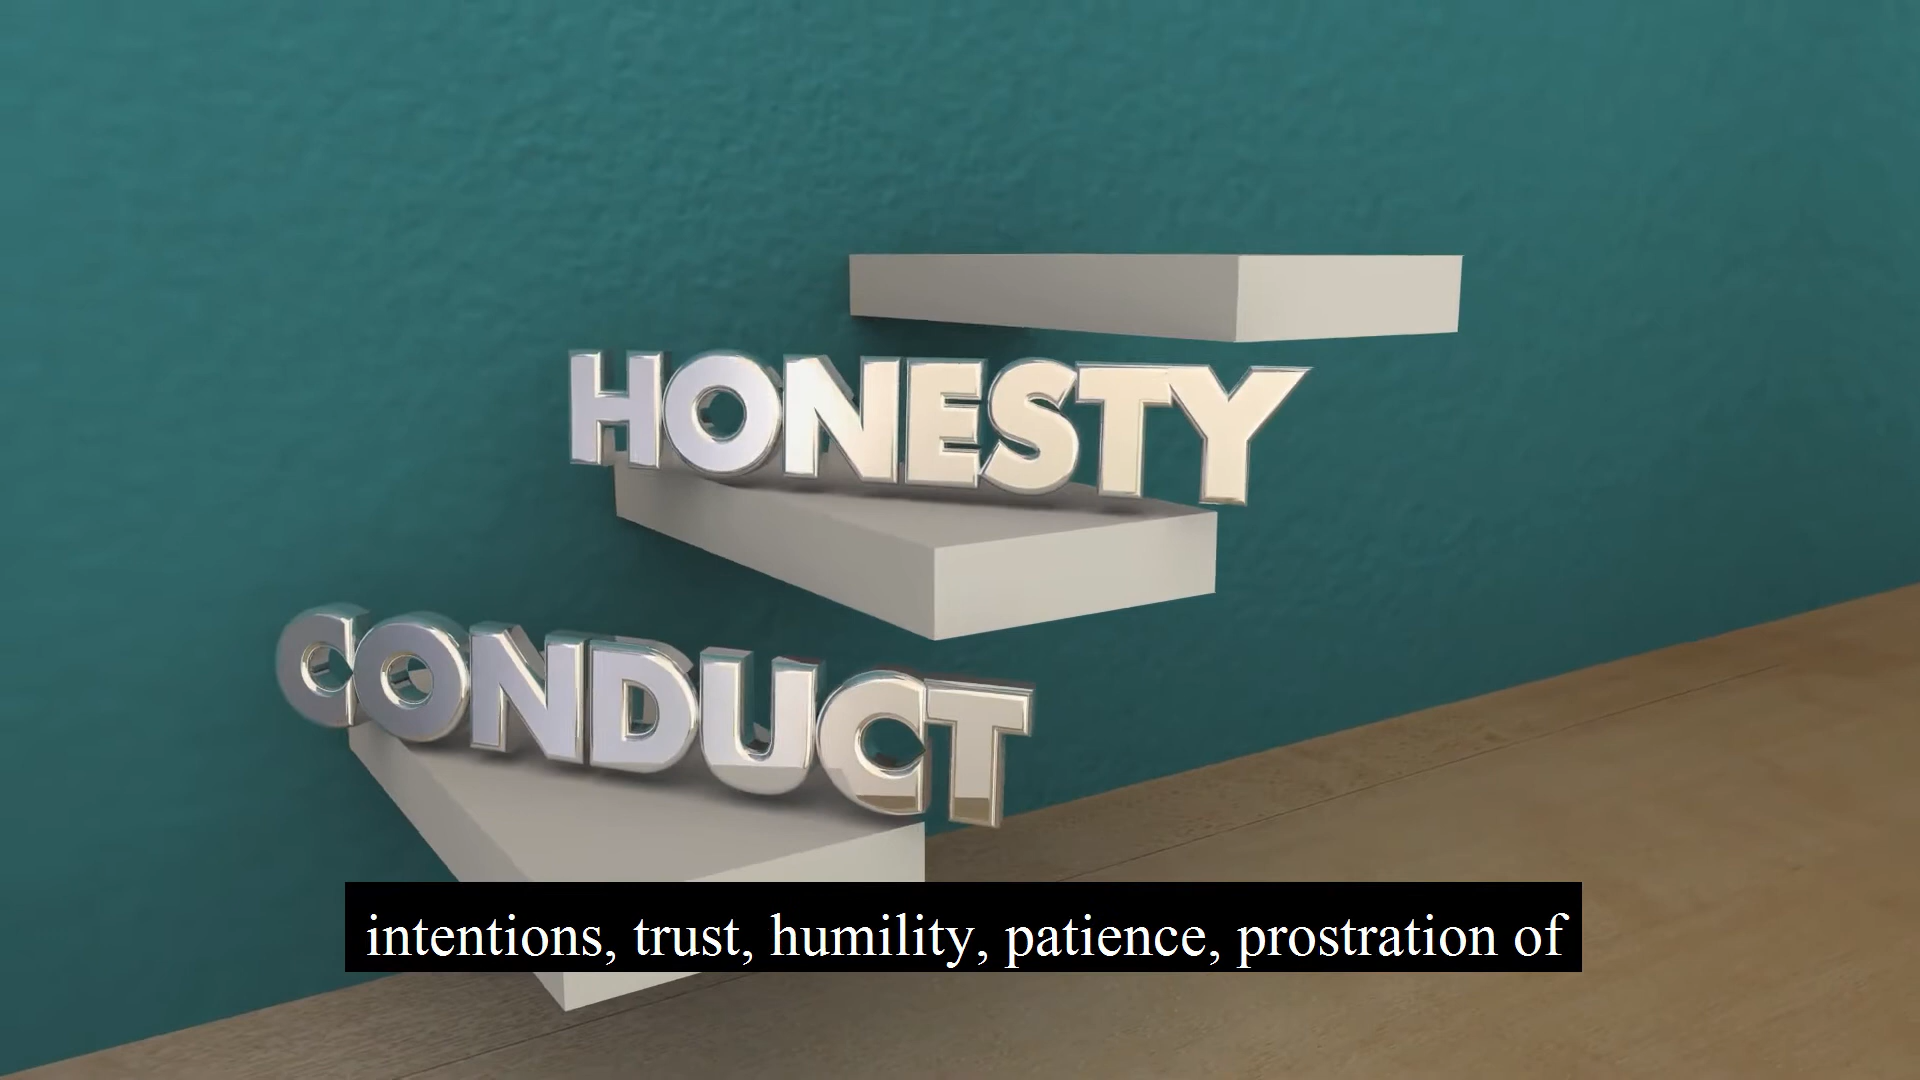 HONESTY
CONDUCT
intentions, trust, humility, patience, prostration of